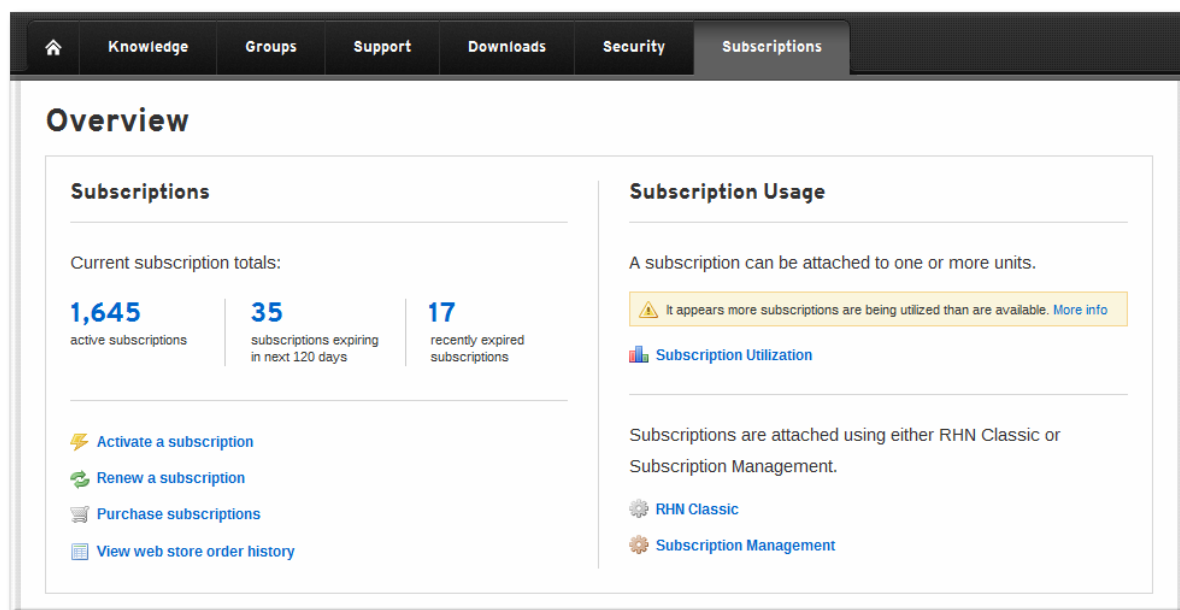 Knowledge Groups Support Downloads Security Subscriptions
Overview
Subscriptions
Current subscription totals:
1,645
active subscriptions
35
subscriptions expiring
in next 120 days
17
recently expired
subscriptions
Activate a subscription
Renew a subscription
Purchase subscriptions
View web store order history
Subscription Usage
A subscription can be attached to one or more units.
It appears more subscriptions are being utilized than are available. More info
Subscription Utilization
Subscriptions are attached using either RHN Classic or
Subscription Management.
RHN Classic
Subscription Management